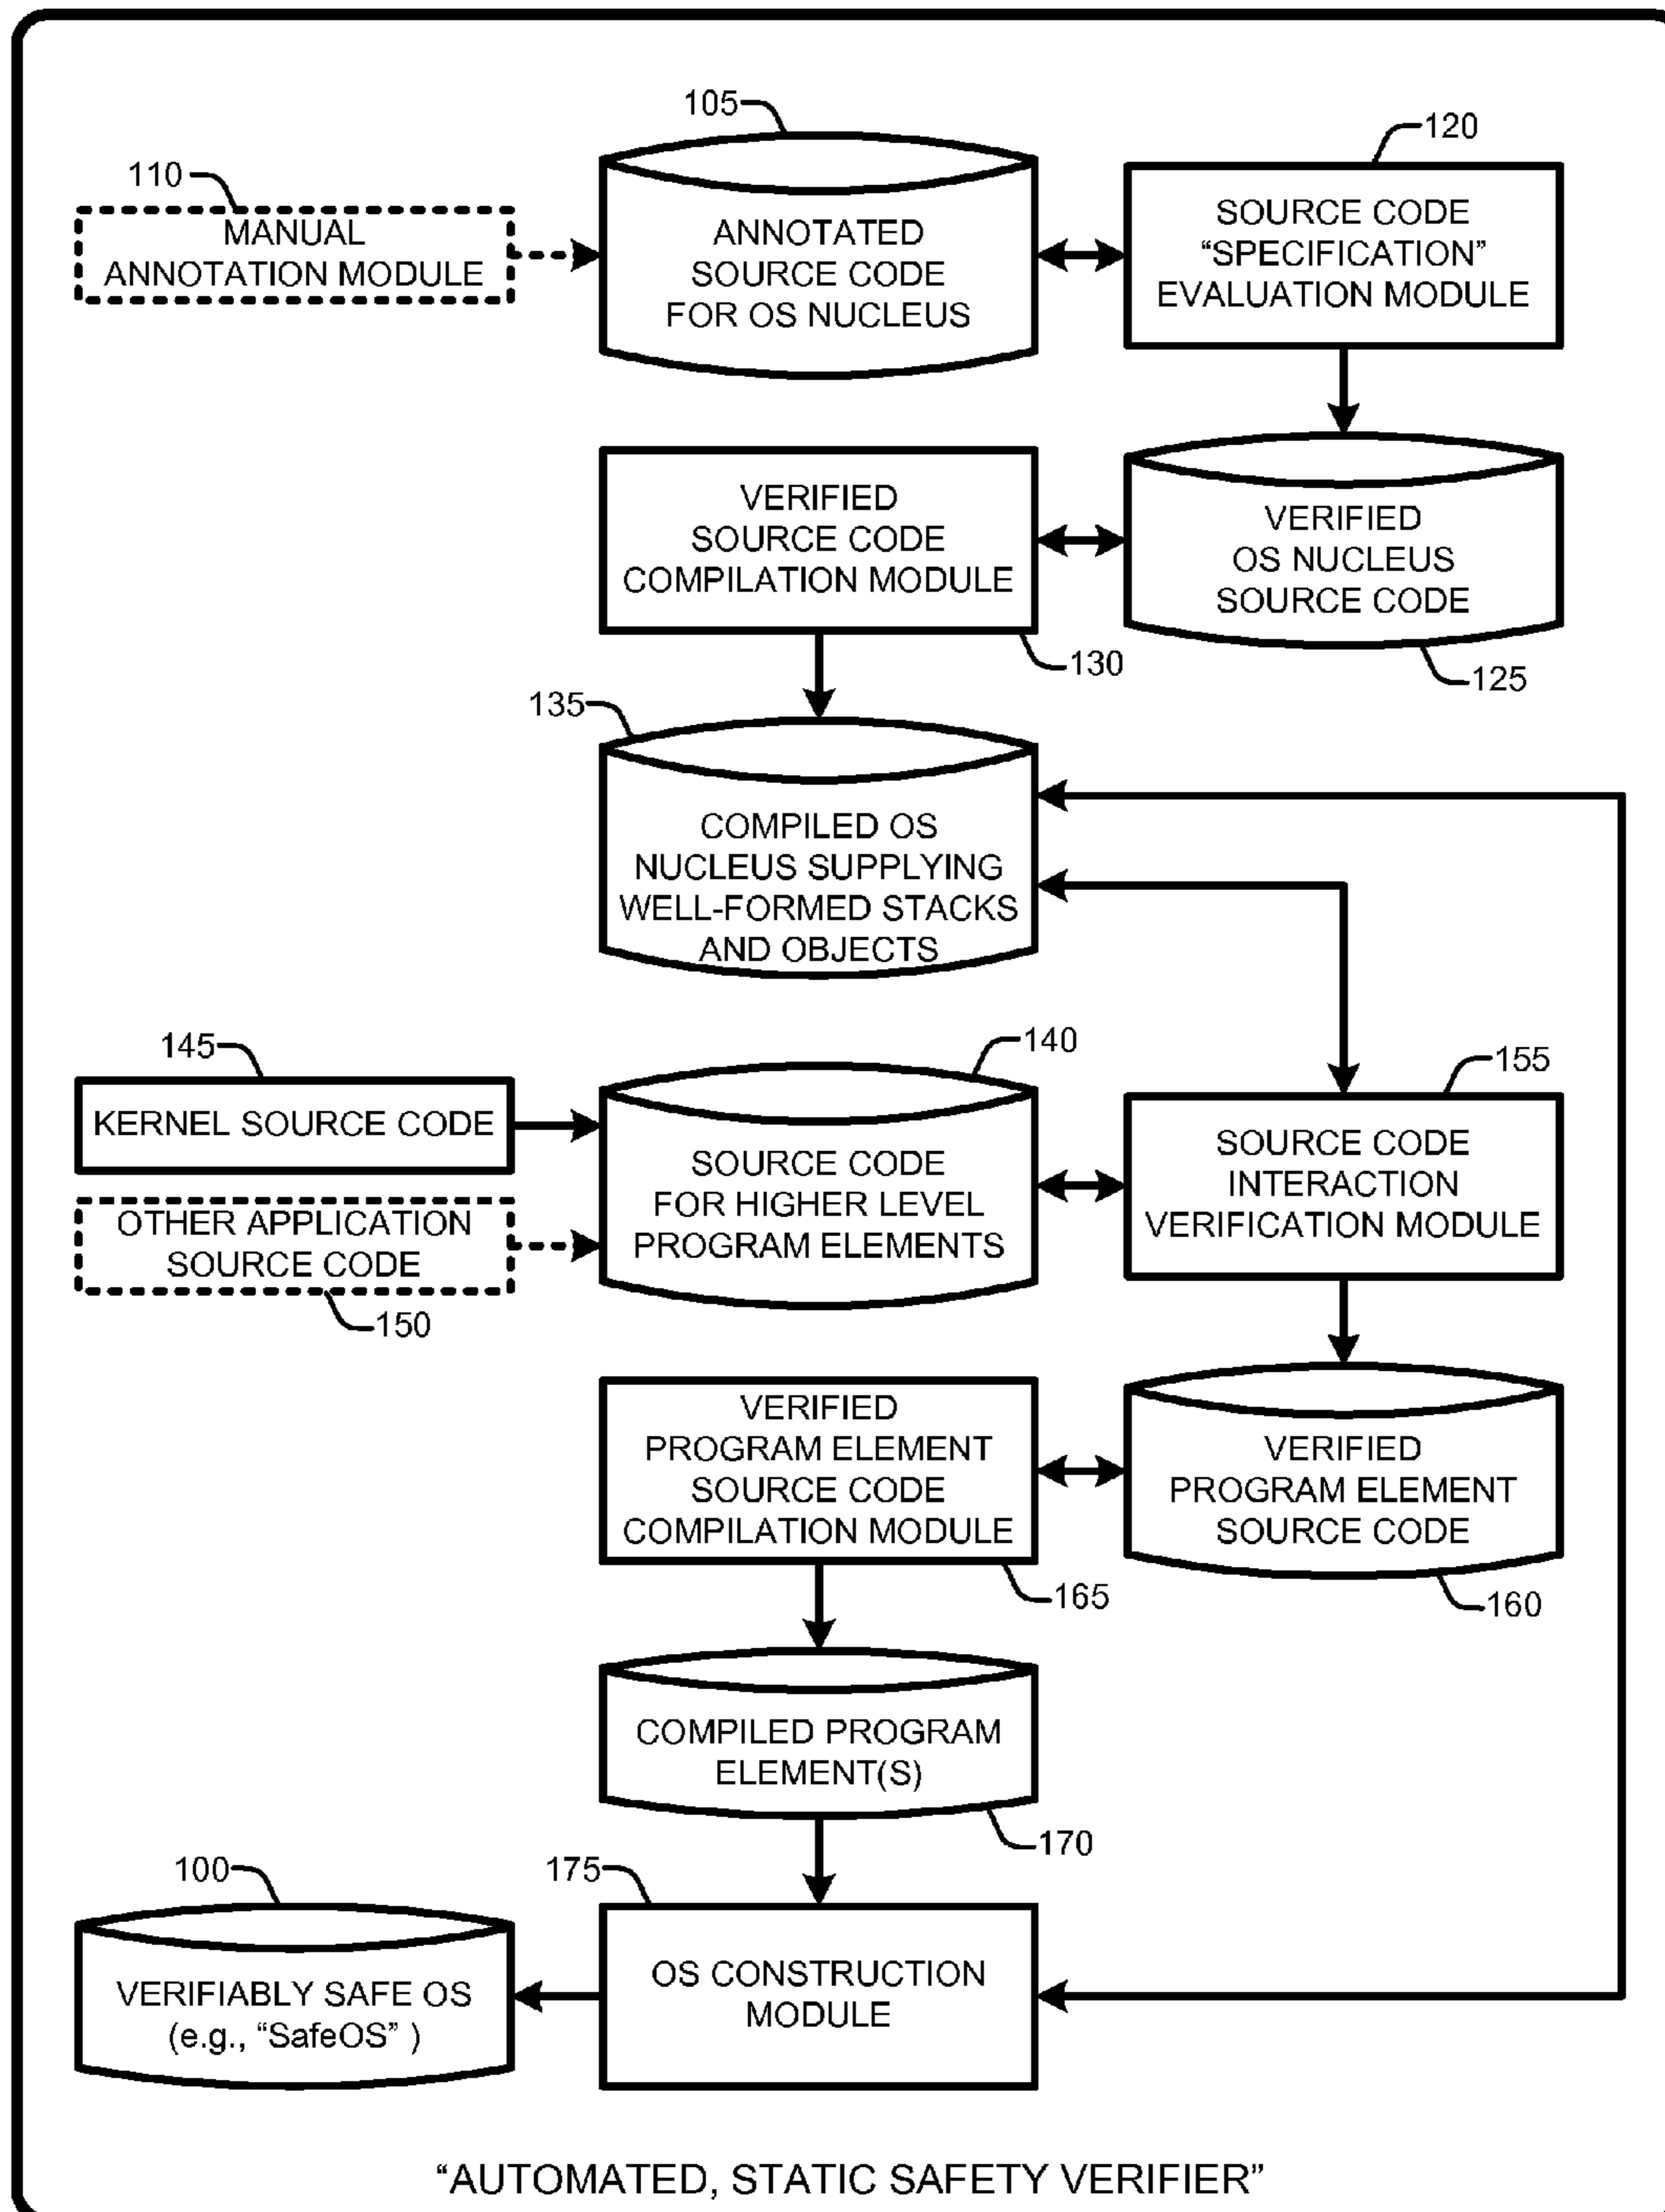 105
120
110
MANUAL
ANNOTATION MODULE
ANNOTATED
SOURCE CODE
FOR OS NUCLEUS
SOURCE CODE
“SPECIFICATION”
EVALUATION MODULE
VERIFIED
SOURCE CODE
COMPILATION MODULE
130
VERIFIED
OS NUCLEUS
SOURCE CODE
125
135
COMPILED OS
NUCLEUS SUPPLYING
WELL-FORMED STACKS
AND OBJECTS
145
KERNEL SOURCE CODE
OTHER APPLICATION
SOURCE CODE
150
140
SOURCE CODE
FOR HIGHER LEVEL
PROGRAM ELEMENTS
155
SOURCE CODE
INTERACTION
VERIFICATION MODULE
VERIFIED
PROGRAM ELEMENT
SOURCE CODE
COMPILATION MODULE
165
VERIFIED
PROGRAM ELEMENT
SOURCE CODE
160
COMPILED PROGRAM
ELEMENT(S)
170
100
VERIFIABLY SAFE OS
(e.g., “SafeOS” )
175
OS CONSTRUCTION
MODULE
“AUTOMATED, STATIC SAFETY VERIFIER”